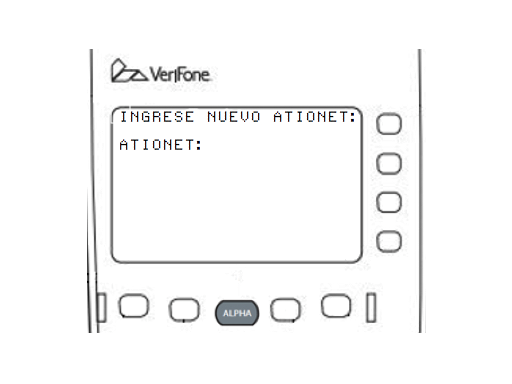 VeriFone.
INGRESE NUEVO ATIONET:
ATIONET:
ALPHA